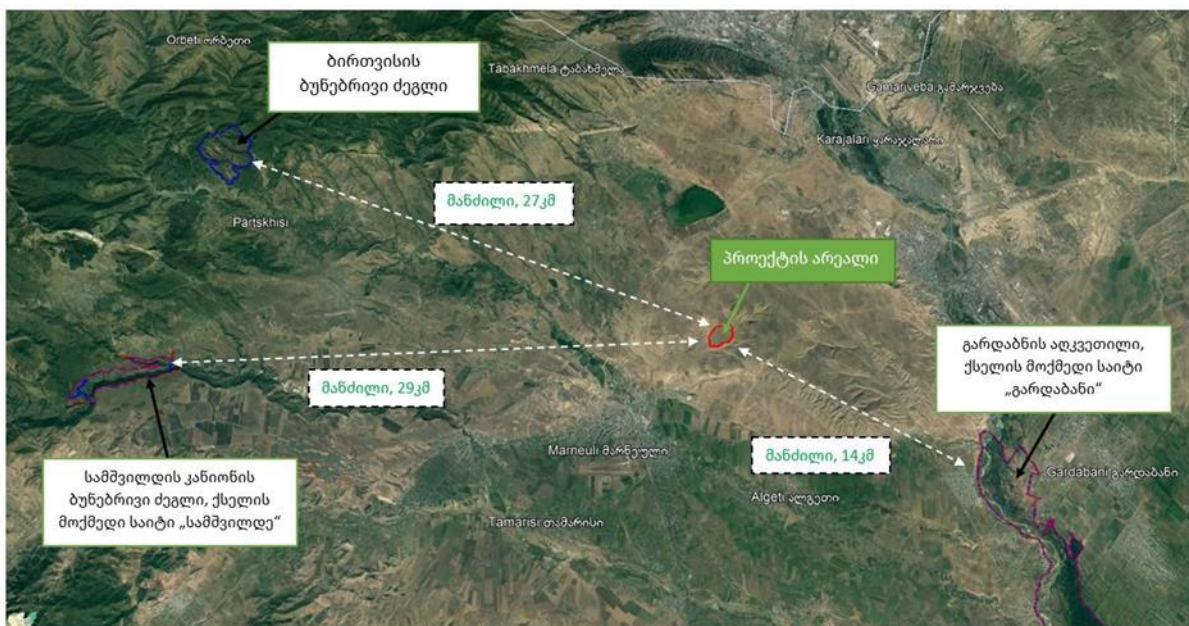 Orbeti ორბეთი
ბირთვისის
ბუნებრივი ძეგლი
Tabakhmela ტაბახმელა
Gamarjveba გამარჯვება
Karajalari ყარაჯალარი
მანძილი, 27კმ
Partskhisi
პროექტის არეალი
გარდაბნის აღკვეთილი,
ქსელის მოქმედი საიტი
„გარდაბანი“
მანძილი, 29კმ
Marneuli მარნეული
მანძილი, 14კმ
Gardabani გარდაბანი
სამშვილდის კანიონის
ბუნებრივი ძეგლი, ქსელის
მოქმედი საიტი „სამშვილდე“
Algeti ალგეთი
Tamarisi თამარისი